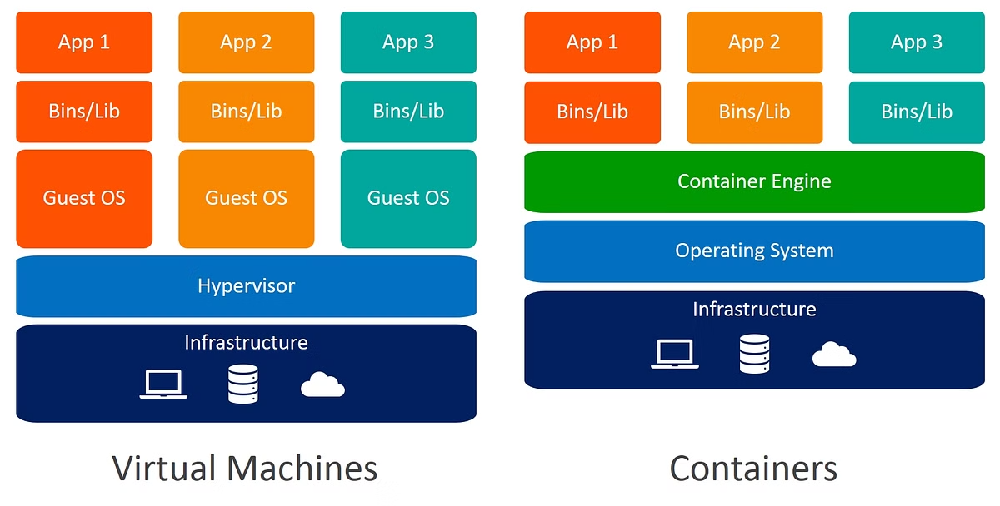 App 1
App 2
App 3
Bins/Lib
Bins/Lib
Bins/Lib
Guest OS
Guest OS
Guest OS
Hypervisor
Infrastructure
Virtual Machines
App 1
App 2
App 3
Bins/Lib
Bins/Lib
Bins/Lib
Container Engine
Operating System
Infrastructure
Containers